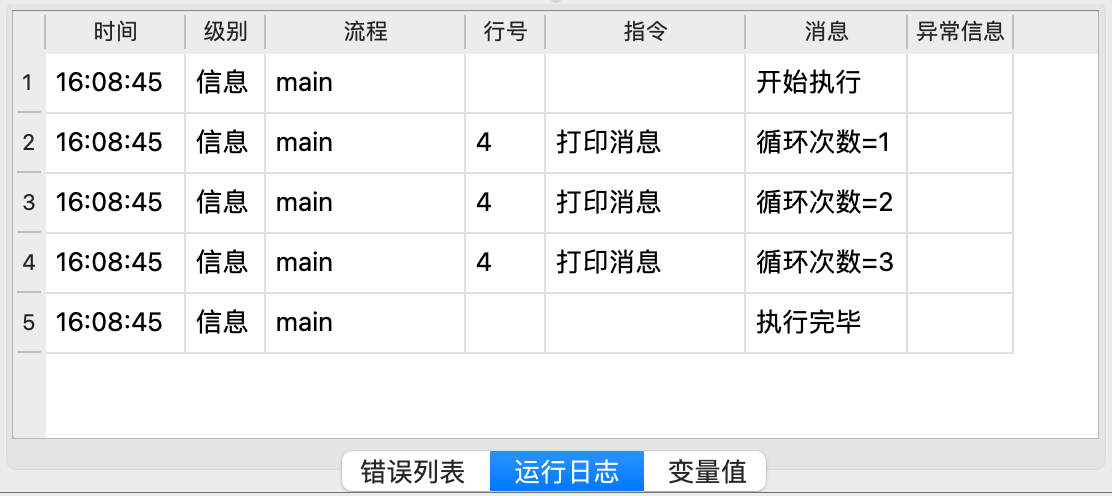 时间 级别 流程 行号 指令 消息 异常信息
1 16:08:45 信息 main 开始执行
2 16:08:45 信息 main 4 打印消息 循环次数=1
3 16:08:45 信息 main 4 打印消息 循环次数=2
4 16:08:45 信息 main 4 打印消息 循环次数=3
5 16:08:45 信息 main 执行完毕
错误列表 运行日志 变量值